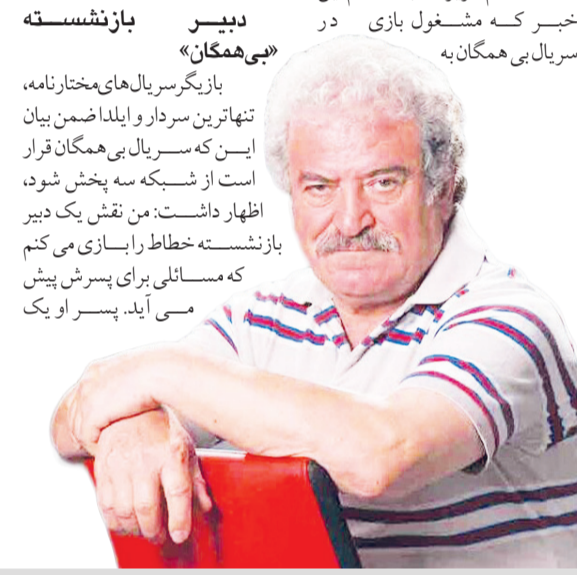 خبر که مشغول بازی در
سریال بی همگان به
دبیر بازنشسته
«بی‌همگان»
بازیگر سریال‌های مختارنامه،
تنهاترین سردار و ایلدا ضمن بیان
این که سریال بی همگان قرار
است از شبکه سه پخش شود،
اظهار داشت: من نقش یک دبیر
بازنشسته خطاط را بازی می کنم
که مسائلی برای پسرش پیش
می آید. پسر او یک